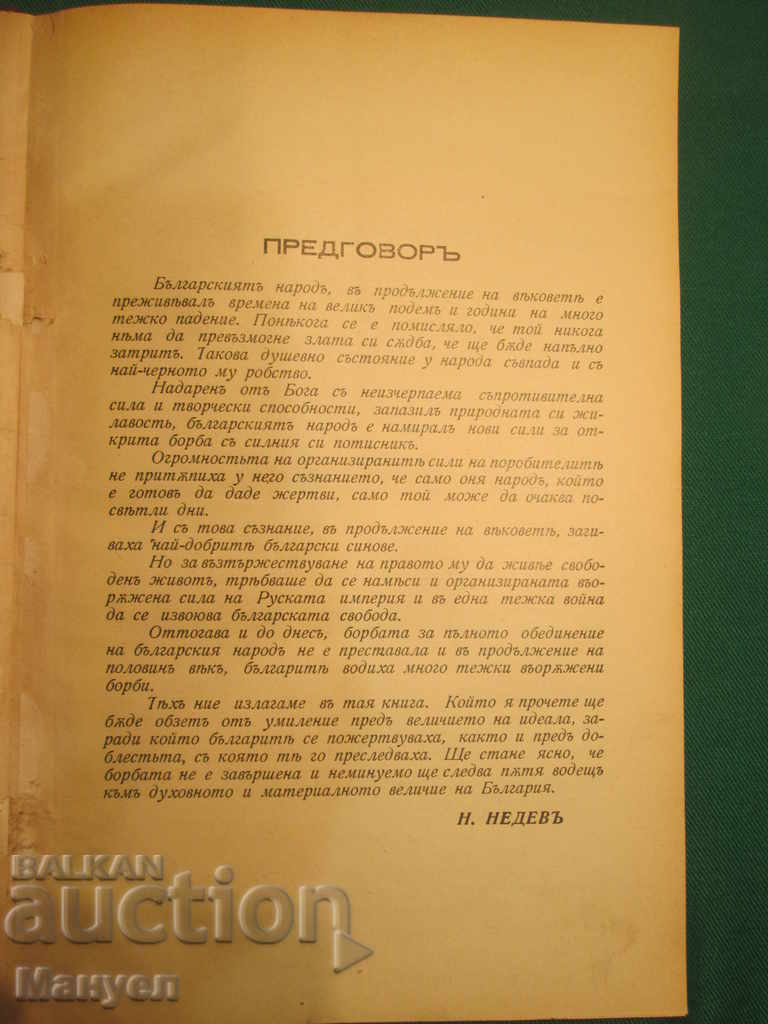 ПРЕДГОВОРЪ
Българскиятъ народъ, въ продължение на вѣковетѣ е
преживѣвалъ времена на великъ подемъ и години на много
тежко падение. Понѣкога се е помисляло, че той никога
нѣма да превъзмогне злата си сѫдба, че ще бѫде напълно
затритъ. Такова душевно състояние у народа съвпада и съ
най-черното му робство.
Надаренъ отъ Бога съ неизчерпаема съпротивителна
сила и творчески способности, запазилъ природната си жи-
лавость, българскиятъ народъ е намиралъ нови сили за от-
крита борба съ силния си потисникъ.
Огромностьта на организиранитѣ сили на поробителитѣ
не притѫпиха у него съзнанието, че само оня народъ, който
е готовъ да даде жертви, само той може да очаква по-
свѣтли дни.
И съ това съзнание, въ продължение на вѣковетѣ, заги-
ваха най-добритѣ български синове.
Но за възтържествуване на правото му да живѣе свобо-
денъ животъ, трѣбваше да се намѣси и организираната въо-
рѫжена сила на Руската империя и въ една тежка война
да се извоюва българската свобода.
Оттогава и до днесъ, борбата за пълното обединение
на българския народъ не е преставала и въ продължение на
половинъ вѣкъ, българитѣ водиха много тежки въорѫжени
борби.
Тѣхъ ние излагаме въ тая книга. Който я прочете ще
бѫде обзетъ отъ умиление предъ величието на идеала, за-
ради който българитѣ се пожертвуваха, както и предъ до-
блестьта, съ която тѣ го преследваха. Ще стане ясно, че
борбата не е завършена и неминуемо ще следва пѫтя водещъ
къмъ духовното и материалното величие на България.
Н. НЕДЕВЪ
BALKAN
auction
Мануел